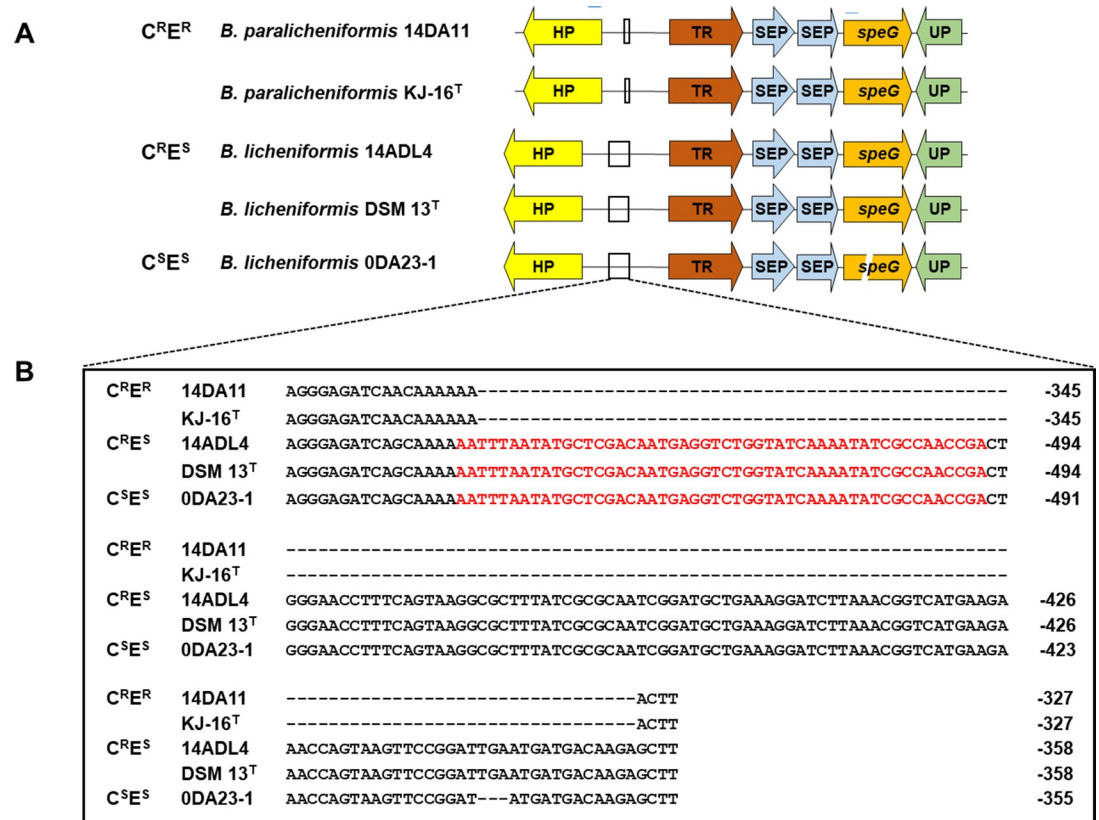 A
CᴿEᴿ B. paralicheniformis 14DA11 HP TR SEP SEP speG UP
B. paralicheniformis KJ-16ᵀ HP TR SEP SEP speG UP
CᴿEˢ B. licheniformis 14ADL4 HP TR SEP SEP speG UP
B. licheniformis DSM 13ᵀ HP TR SEP SEP speG UP
CˢEˢ B. licheniformis 0DA23-1 HP TR SEP SEP speG UP
B
CᴿEᴿ 14DA11 AGGGAGATCAACAAAAAA-------------------------------------------------- -345
KJ-16ᵀ AGGGAGATCAACAAAAAA-------------------------------------------------- -345
CᴿEˢ 14ADL4 AGGGAGATCAGCAAAAAATTTAATATGCTCGACAATGAGGTCTGGTATCAAAATATCGCCAACCGACT -494
DSM 13ᵀ AGGGAGATCAGCAAAAAATTTAATATGCTCGACAATGAGGTCTGGTATCAAAATATCGCCAACCGACT -494
CˢEˢ 0DA23-1 AGGGAGATCAGCAAAAAATTTAATATGCTCGACAATGAGGTCTGGTATCAAAATATCGCCAACCGACT -491
CᴿEᴿ 14DA11 --------------------------------------------------------------------
KJ-16ᵀ --------------------------------------------------------------------
CᴿEˢ 14ADL4 GGGAACCTTTCAGTAAGGCGCTTTATCGCGCAATCGGATGCTGAAAGGATCTTAAACGGTCATGAAGA -426
DSM 13ᵀ GGGAACCTTTCAGTAAGGCGCTTTATCGCGCAATCGGATGCTGAAAGGATCTTAAACGGTCATGAAGA -426
CˢEˢ 0DA23-1 GGGAACCTTTCAGTAAGGCGCTTTATCGCGCAATCGGATGCTGAAAGGATCTTAAACGGTCATGAAGA -423
CᴿEᴿ 14DA11 ---------------------------------ACTT -327
KJ-16ᵀ ---------------------------------ACTT -327
CᴿEˢ 14ADL4 AACCAGTAAGTTCCGGATTGAATGATGACAAGAGCTT -358
DSM 13ᵀ AACCAGTAAGTTCCGGATTGAATGATGACAAGAGCTT -358
CˢEˢ 0DA23-1 AACCAGTAAGTTCCGGAT---ATGATGACAAGAGCTT -355